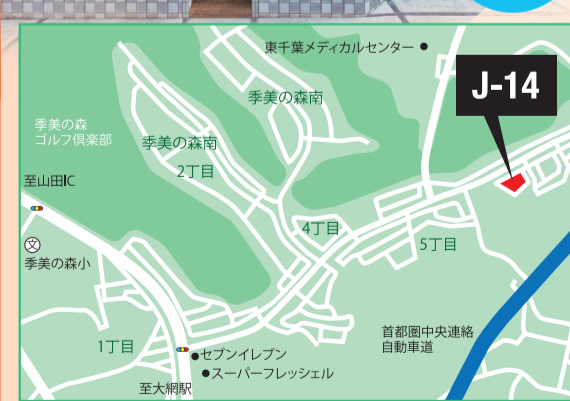 東千葉メディカルセンター
J-14
季美の森南
季美の森
ゴルフ倶楽部
季美の森南
2丁目
至山田IC
4丁目
5丁目
季美の森小
文
首都圏中央連絡
自動車道
1丁目
セブンイレブン
スーパーフレッシェル
至大網駅